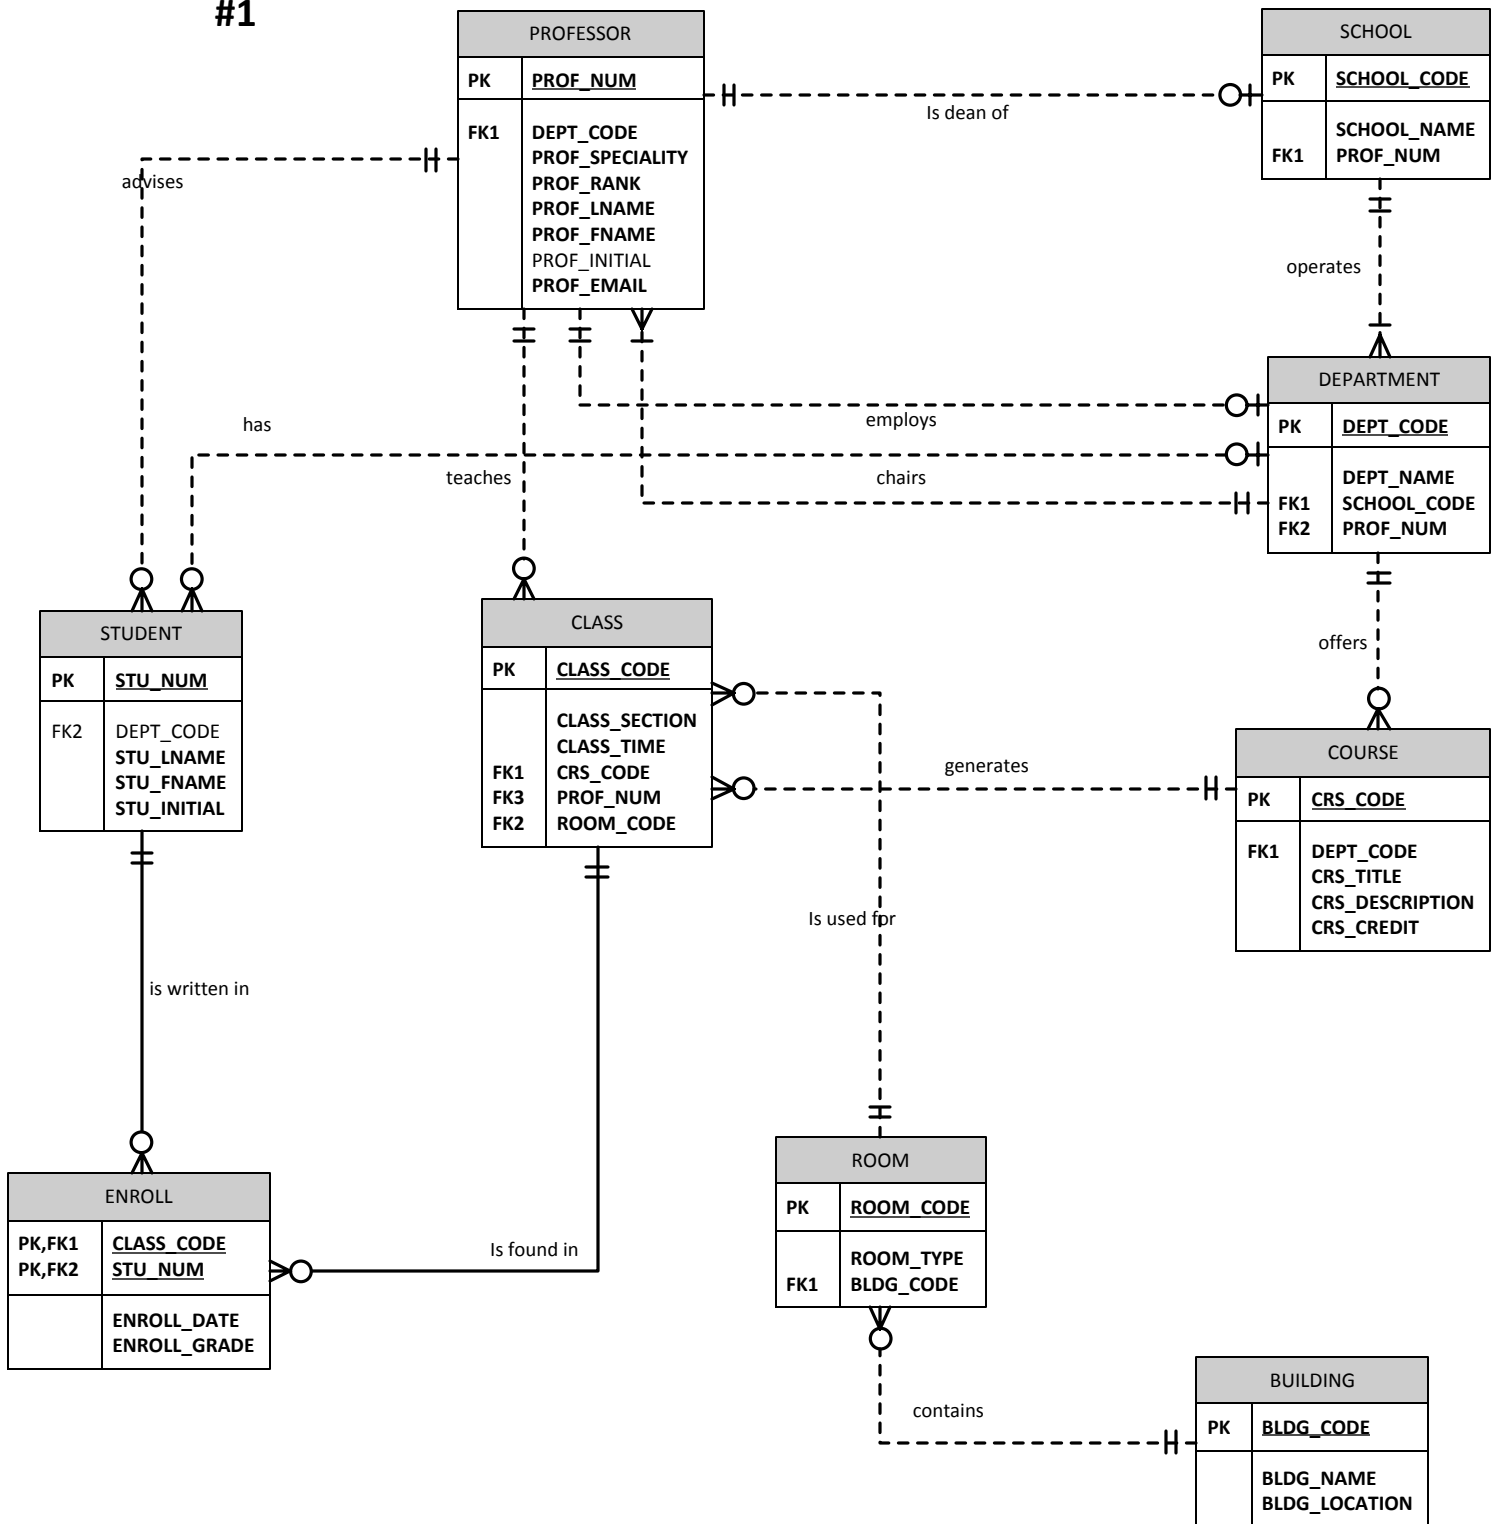 #1
PROFESSOR
PK PROF_NUM
FK1 DEPT_CODE
PROF_SPECIALITY
PROF_RANK
PROF_LNAME
PROF_FNAME
PROF_INITIAL
PROF_EMAIL
SCHOOL
PK SCHOOL_CODE
SCHOOL_NAME
FK1 PROF_NUM
Is dean of
advises
operates
DEPARTMENT
PK DEPT_CODE
DEPT_NAME
FK1 SCHOOL_CODE
FK2 PROF_NUM
employs
has
teaches
chairs
offers
STUDENT
PK STU_NUM
FK2 DEPT_CODE
STU_LNAME
STU_FNAME
STU_INITIAL
CLASS
PK CLASS_CODE
CLASS_SECTION
CLASS_TIME
FK1 CRS_CODE
FK3 PROF_NUM
FK2 ROOM_CODE
generates
COURSE
PK CRS_CODE
FK1 DEPT_CODE
CRS_TITLE
CRS_DESCRIPTION
CRS_CREDIT
Is used for
is written in
ENROLL
PK,FK1 CLASS_CODE
PK,FK2 STU_NUM
ENROLL_DATE
ENROLL_GRADE
Is found in
ROOM
PK ROOM_CODE
ROOM_TYPE
FK1 BLDG_CODE
contains
BUILDING
PK BLDG_CODE
BLDG_NAME
BLDG_LOCATION